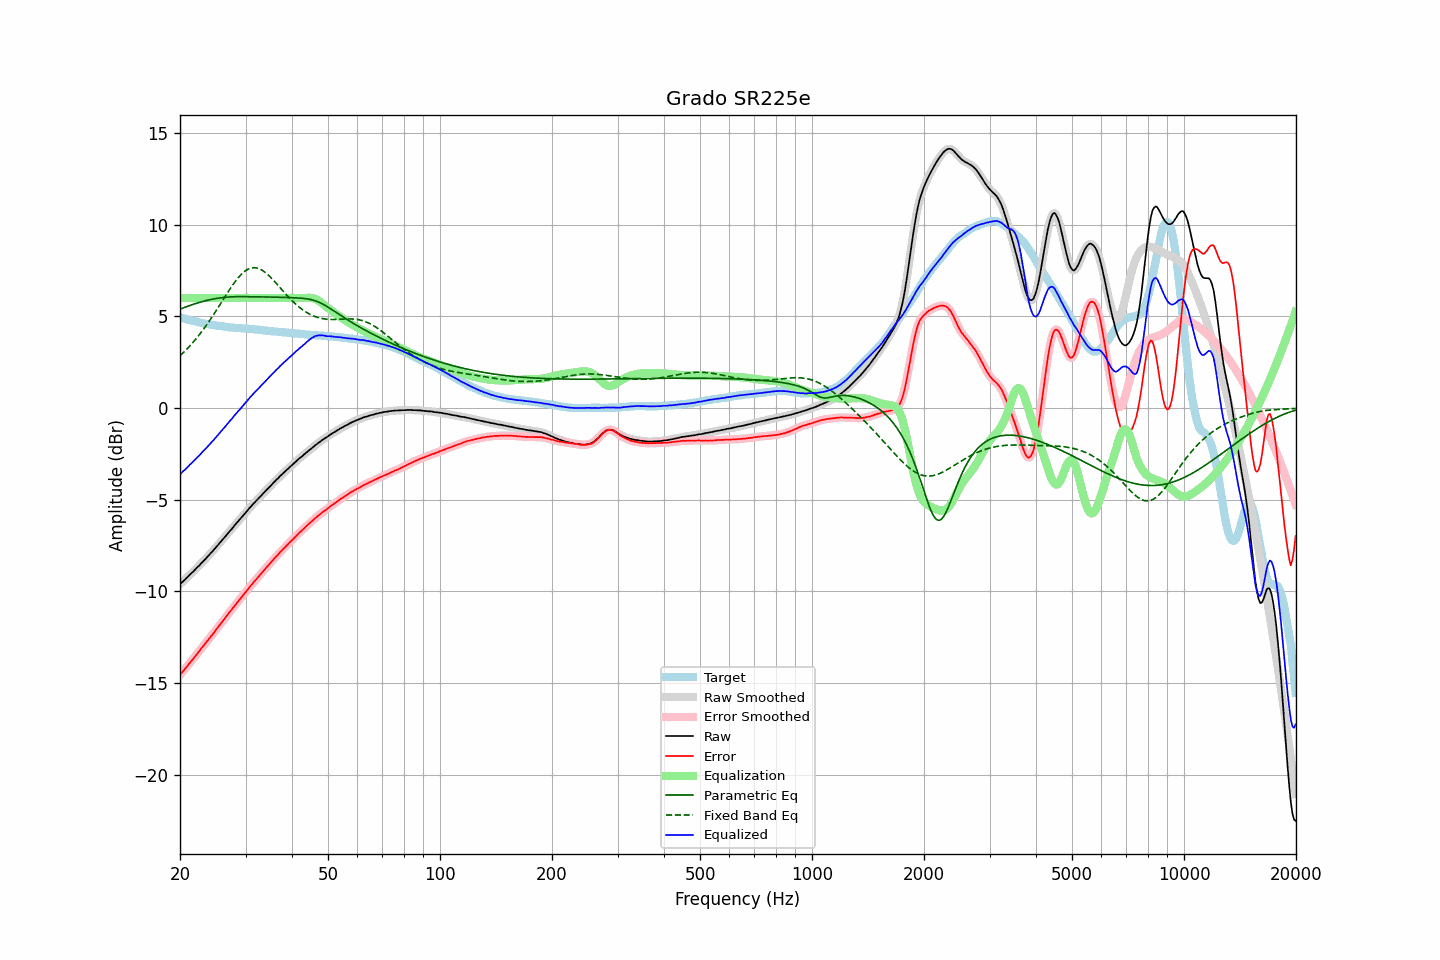 Grado SR225e
15
10
5
0
−5
−10
−15
−20
Amplitude (dBr)
Target
Raw Smoothed
Error Smoothed
Raw
Error
Equalization
Parametric Eq
Fixed Band Eq
Equalized
20
50
100
200
500
1000
2000
5000
10000
20000
Frequency (Hz)